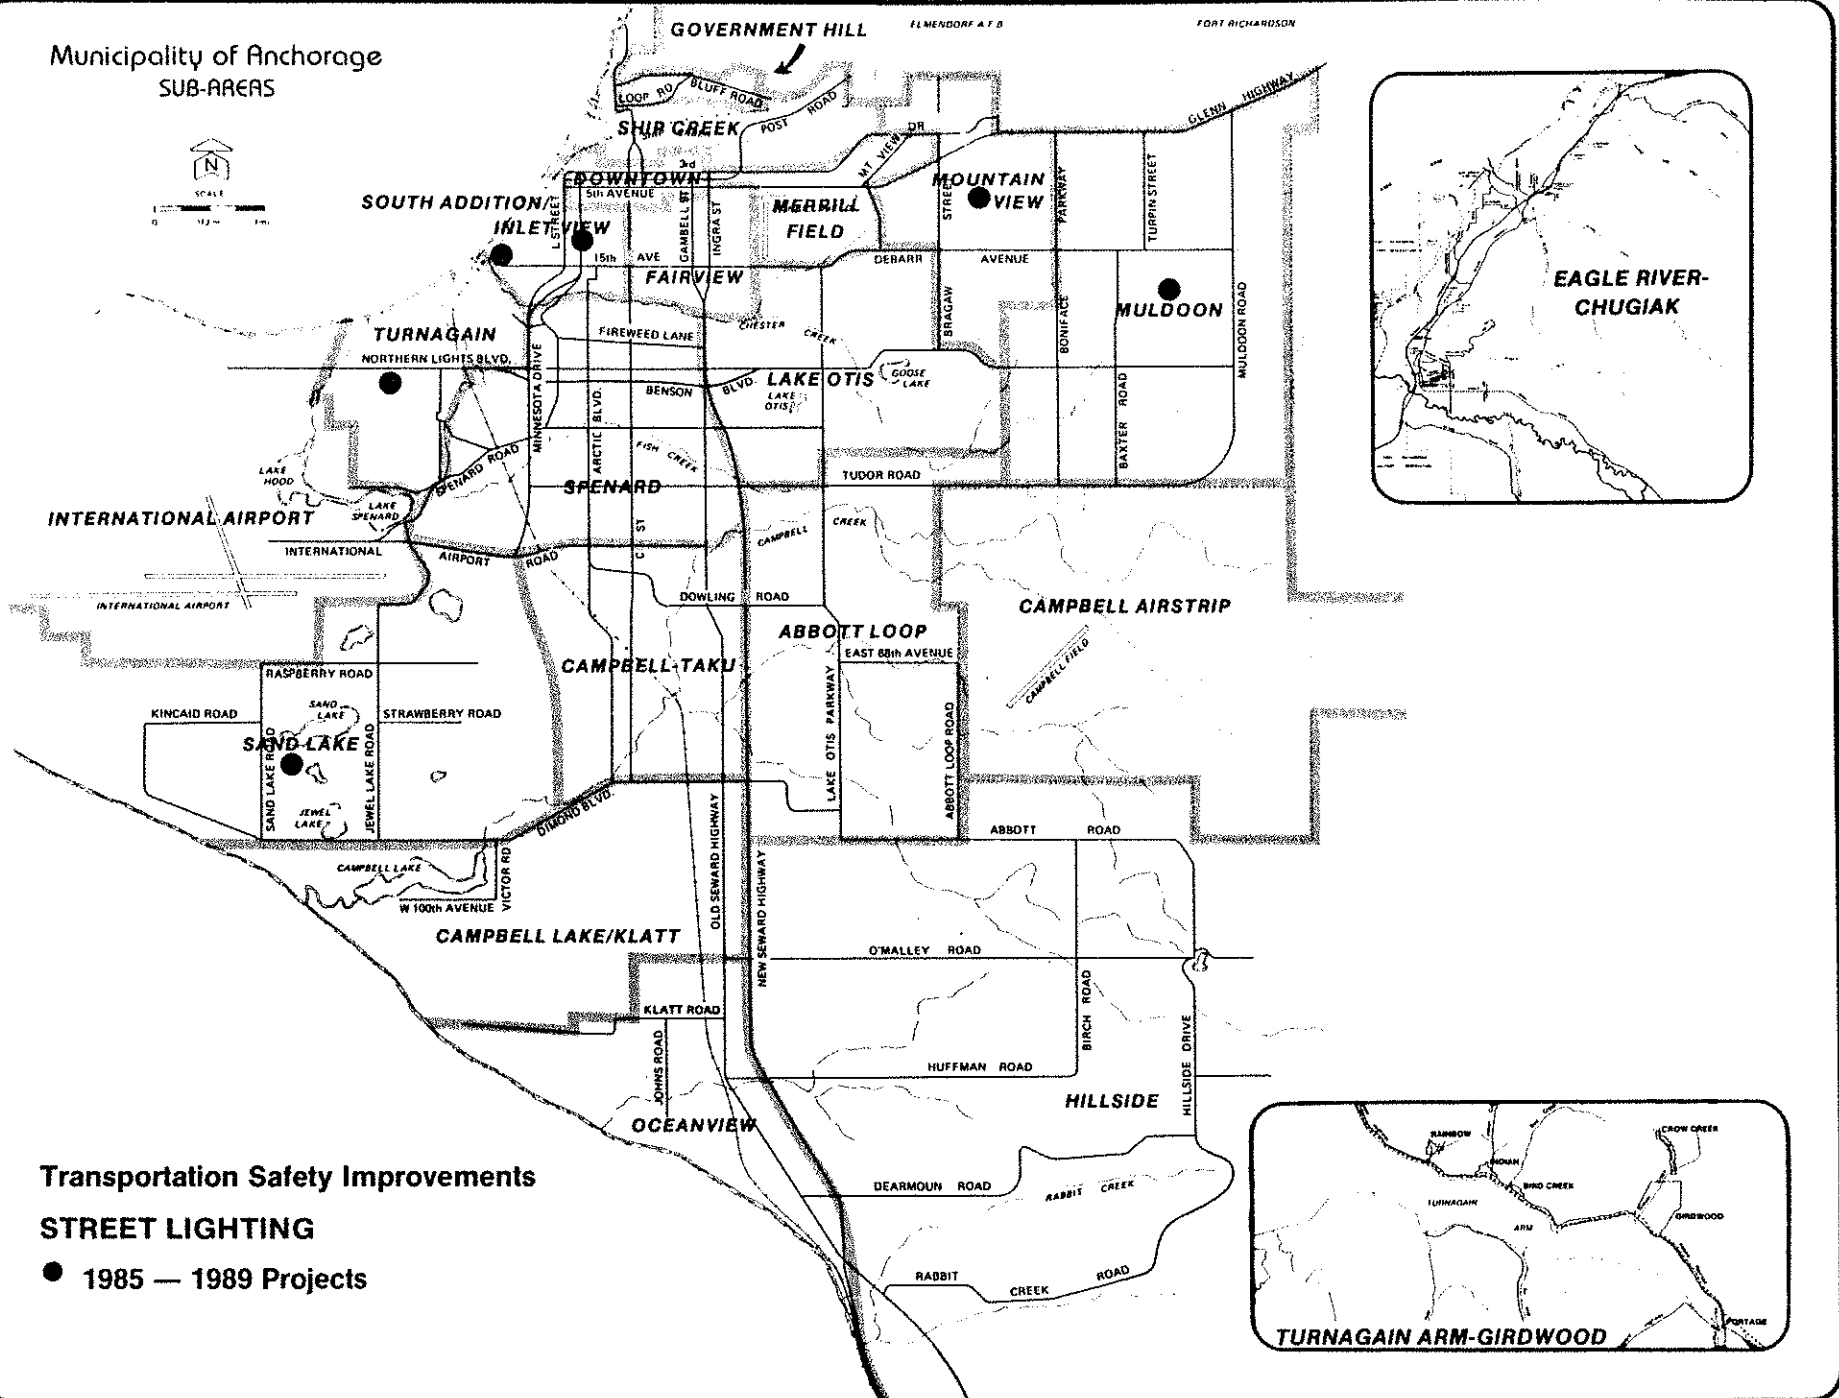 GOVERNMENT HILL
ELMENDORF A F B
FORT RICHARDSON
Municipality of Anchorage
SUB-AREAS
N
SCALE
0 1/2 mi 1 mi
LOOP RD
BLUFF ROAD
POST ROAD
GLENN HIGHWAY
SHIP CREEK
MT VIEW DR
3rd
DOWNTOWN
5th AVENUE
SOUTH ADDITION/
INLET VIEW
L STREET
GAMBELL ST
INGRA ST
MERRILL
FIELD
MOUNTAIN
VIEW
STREET
PARKWAY
TURPIN STREET
15th AVE
FAIRVIEW
DEBARR AVENUE
BRAGAW
BONIFACE
MULDOON
MULDOON ROAD
EAGLE RIVER-
CHUGIAK
TURNAGAIN
NORTHERN LIGHTS BLVD.
FIREWEED LANE
CHESTER CREEK
MINNESOTA DRIVE
ARCTIC BLVD.
BENSON BLVD.
LAKE OTIS
LAKE
OTIS
GOOSE
LAKE
BAXTER ROAD
FISH CREEK
SPENARD ROAD
LAKE
HOOD
LAKE
SPENARD
SPENARD
TUDOR ROAD
INTERNATIONAL AIRPORT
INTERNATIONAL AIRPORT ROAD
C ST
CAMPBELL CREEK
INTERNATIONAL AIRPORT
DOWLING ROAD
CAMPBELL AIRSTRIP
ABBOTT LOOP
EAST 68th AVENUE
CAMPBELL FIELD
CAMPBELL-TAKU
RASPBERRY ROAD
KINCAID ROAD
SAND
LAKE
STRAWBERRY ROAD
SAND LAKE
SAND LAKE ROAD
JEWEL LAKE ROAD
JEWEL
LAKE
LAKE OTIS PARKWAY
ABBOTT LOOP ROAD
DIMOND BLVD.
ABBOTT ROAD
CAMPBELL LAKE
VICTOR RD
W 100th AVENUE
OLD SEWARD HIGHWAY
NEW SEWARD HIGHWAY
CAMPBELL LAKE/KLATT
O'MALLEY ROAD
KLATT ROAD
JOHNS ROAD
BIRCH ROAD
HILLSIDE DRIVE
HUFFMAN ROAD
HILLSIDE
OCEANVIEW
DEARMOUN ROAD
RABBIT CREEK
RABBIT CREEK ROAD
Transportation Safety Improvements
STREET LIGHTING
1985 — 1989 Projects
RAINBOW
INDIAN
BIRD CREEK
CROW CREEK
GIRDWOOD
TURNAGAIN
ARM
PORTAGE
TURNAGAIN ARM-GIRDWOOD